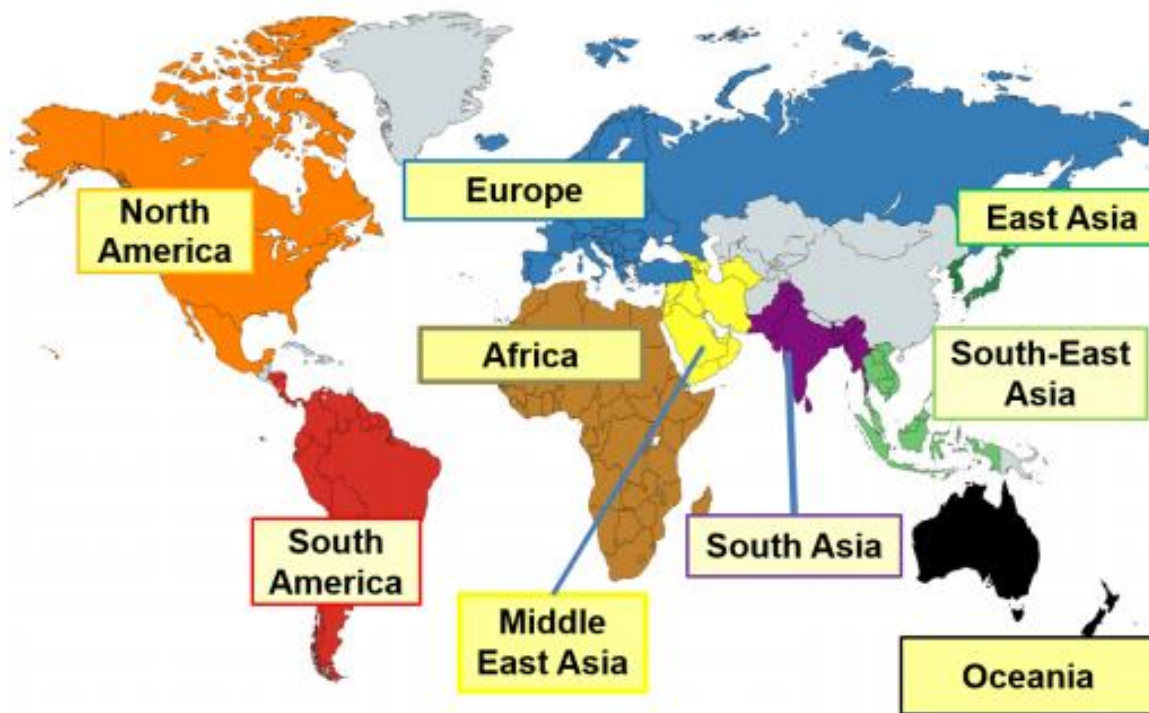 North
America
Europe
East Asia
Africa
South-East
Asia
South
America
South Asia
Middle
East Asia
Oceania